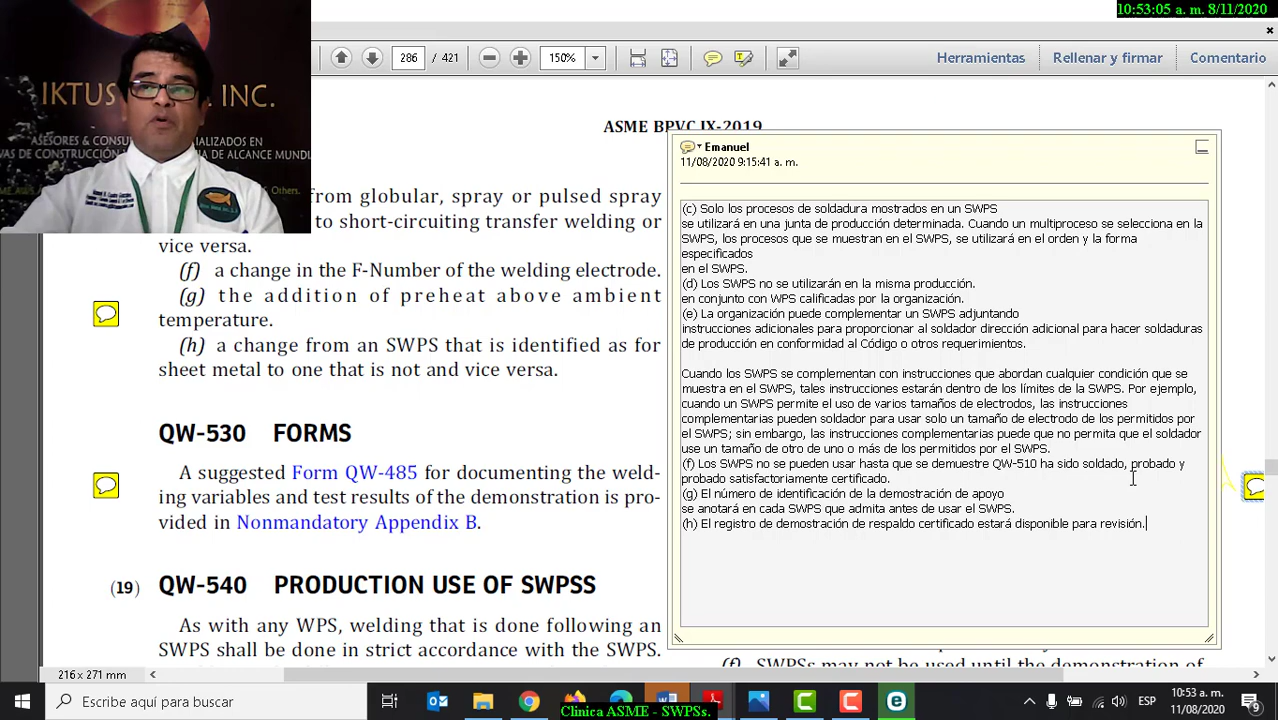 10:53:05 a. m. 8/11/2020
286 / 421
150%
Herramientas
Rellenar y firmar
Comentario
IKTUS
INC.
ASESORES & CONSU
IALIZADOS EN
VAS DE CONSTRUCCIÓN
IA DE ALCANCE MUNDI
& Others.
ASME BPVC.IX-2019
from globular, spray or pulsed spray
to short-circuiting transfer welding or
vice versa.
(f) a change in the F-Number of the welding electrode.
(g) the addition of preheat above ambient
temperature.
(h) a change from an SWPS that is identified as for
sheet metal to one that is not and vice versa.
QW-530 FORMS
A suggested Form QW-485 for documenting the weld-
ing variables and test results of the demonstration is pro-
vided in Nonmandatory Appendix B.
(19) QW-540 PRODUCTION USE OF SWPSS
As with any WPS, welding that is done following an
SWPS shall be done in strict accordance with the SWPS.
Emanuel
11/08/2020 9:15:41 a. m.
(c) Solo los procesos de soldadura mostrados en un SWPS
se utilizará en una junta de producción determinada. Cuando un multiproceso se selecciona en la
SWPS, los procesos que se muestran en el SWPS, se utilizará en el orden y la forma
especificados
en el SWPS.
(d) Los SWPS no se utilizarán en la misma producción.
en conjunto con WPS calificadas por la organización.
(e) La organización puede complementar un SWPS adjuntando
instrucciones adicionales para proporcionar al soldador dirección adicional para hacer soldaduras
de producción en conformidad al Código o otros requerimientos.
Cuando los SWPS se complementan con instrucciones que abordan cualquier condición que se
muestra en el SWPS, tales instrucciones estarán dentro de los límites de la SWPS. Por ejemplo,
cuando un SWPS permite el uso de varios tamaños de electrodos, las instrucciones
complementarias pueden soldador para usar solo un tamaño de electrodo de los permitidos por
el SWPS; sin embargo, las instrucciones complementarias puede que no permita que el soldador
use un tamaño de otro de uno o más de los permitidos por el SWPS.
(f) Los SWPS no se pueden usar hasta que se demuestre QW-510 ha sido soldado, probado y
probado satisfactoriamente certificado.
(g) El número de identificación de la demostración de apoyo
se anotará en cada SWPS que admita antes de usar el SWPS.
(h) El registro de demostración de respaldo certificado estará disponible para revisión.
(f) SWPSs may not be used until the demonstration of
216 x 271 mm
Escribe aquí para buscar
Clinica ASME - SWPSs.
ESP
10:53 a. m.
11/08/2020
9